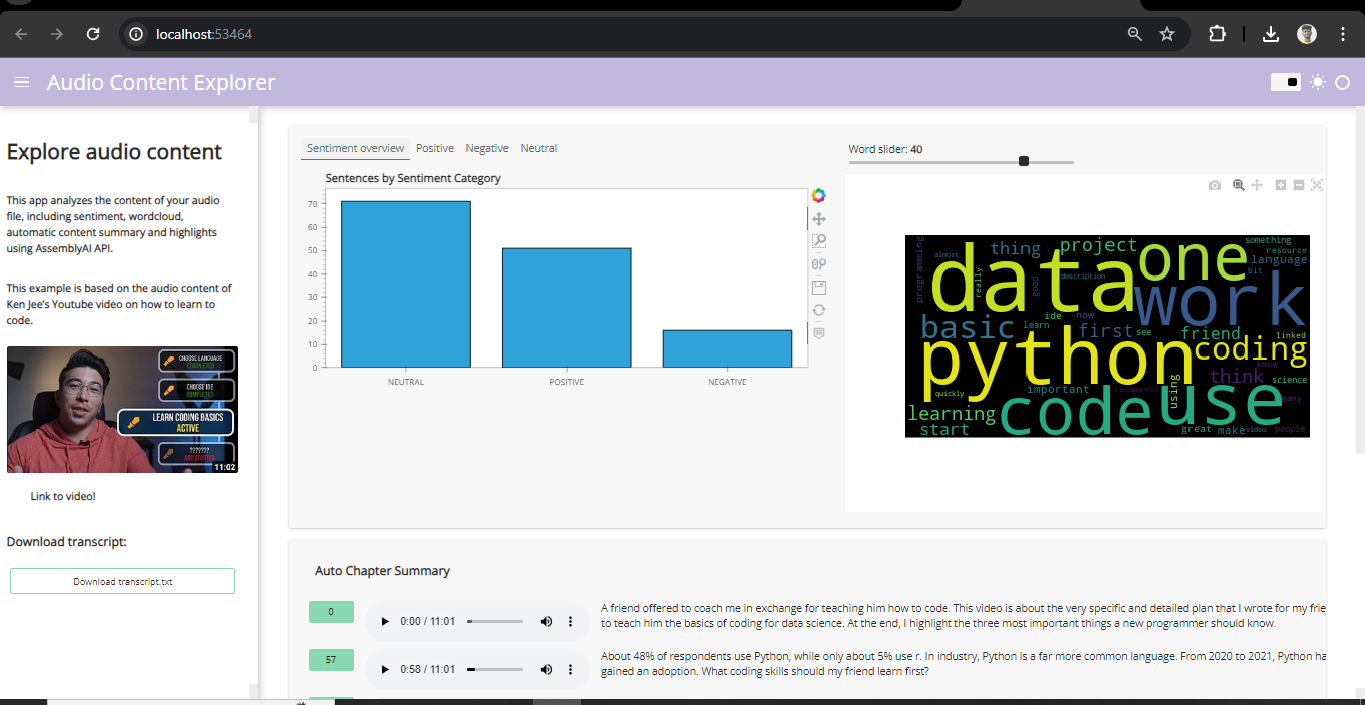 localhost:53464
Audio Content Explorer
Explore audio content
This app analyzes the content of your audio
file, including sentiment, wordcloud,
automatic content summary and highlights
using AssemblyAI API.
This example is based on the audio content of
Ken Jee's Youtube video on how to learn to
code.
CHOOSE LANGUAGE
COMPLETED
CHOOSE IDE
COMPLETED
LEARN CODING BASICS
ACTIVE
???????
NOT STARTED
11:02
Link to video!
Download transcript:
Download transcript.txt
Sentiment overview Positive Negative Neutral
Sentences by Sentiment Category
70
60
50
40
30
20
10
0
NEUTRAL POSITIVE NEGATIVE
Word slider: 40
programming almost thing project something
resource
data one language
really good description bit
work
basic ide now
learn first see friend linked
python coding
know
think science
quickly important recommend using many
learning code use
start great make video people
Auto Chapter Summary
0
0:00 / 11:01
A friend offered to coach me in exchange for teaching him how to code. This video is about the very specific and detailed plan that I wrote for my frie
to teach him the basics of coding for data science. At the end, I highlight the three most important things a new programmer should know.
57
0:58 / 11:01
About 48% of respondents use Python, while only about 5% use r. In industry, Python is a far more common language. From 2020 to 2021, Python ha
gained an adoption. What coding skills should my friend learn first?